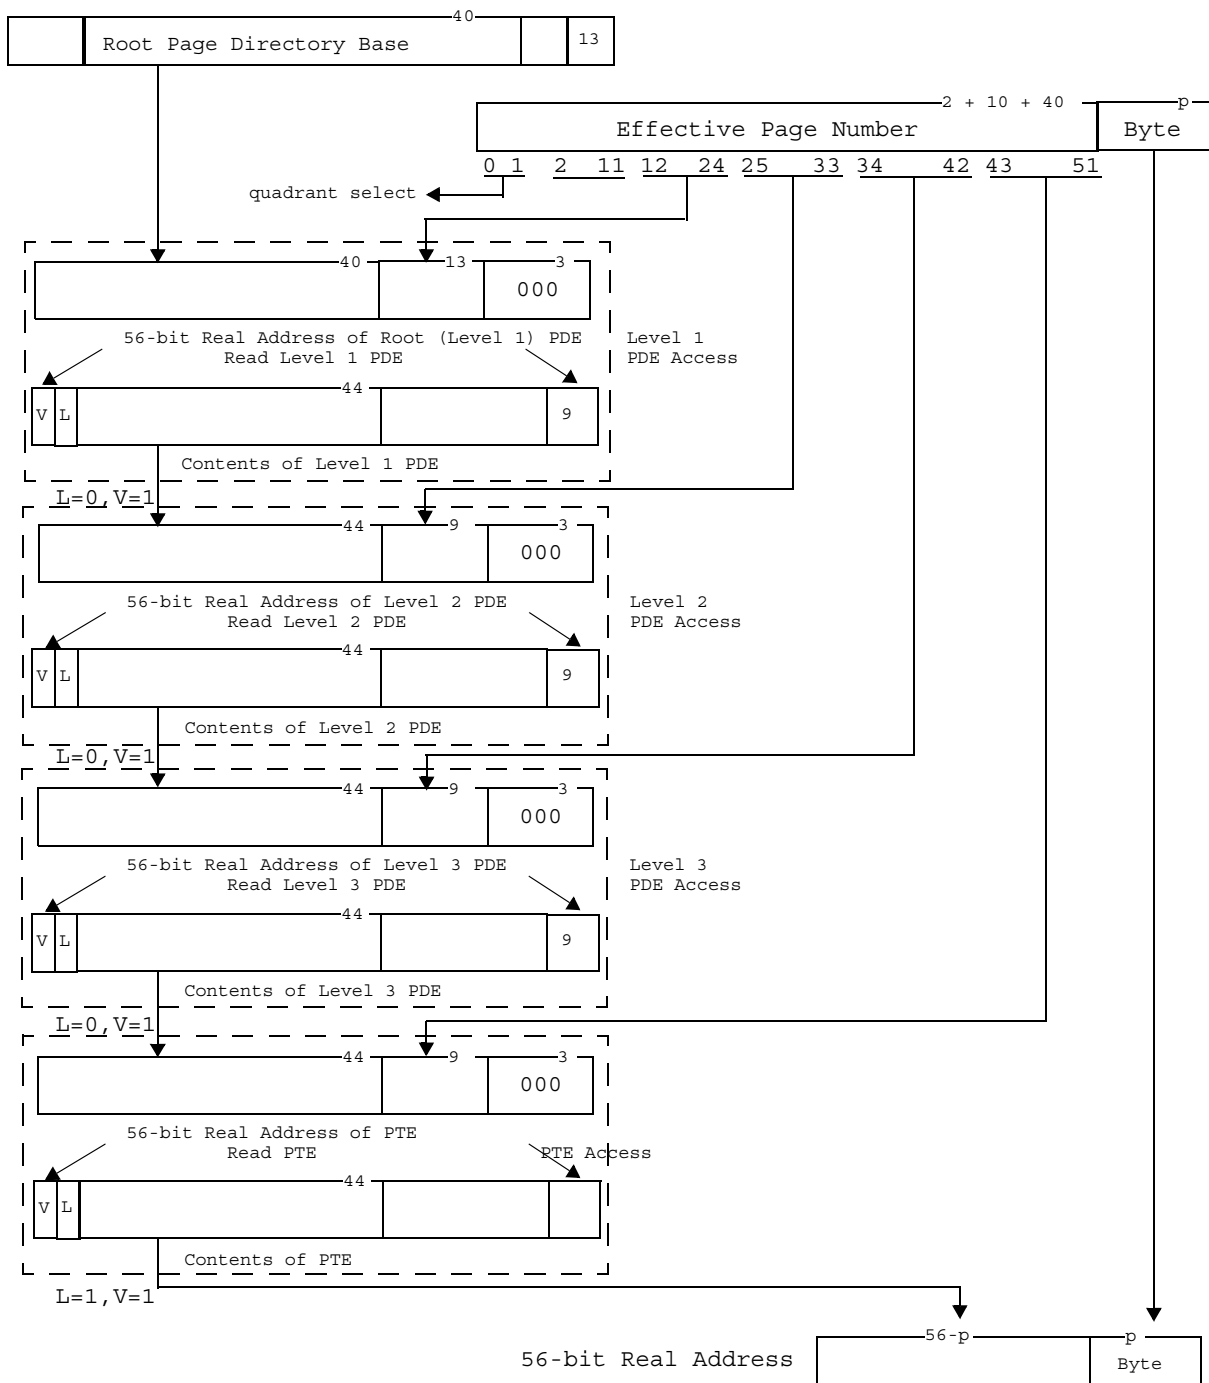 40
Root Page Directory Base
13
2 + 10 + 40
p
Effective Page Number
Byte
0 1 2 11 12 24 25 33 34 42 43 51
quadrant select
40
13
3
000
56-bit Real Address of Root (Level 1) PDE
Read Level 1 PDE
Level 1
PDE Access
44
V
L
9
Contents of Level 1 PDE
L=0,V=1
44
9
3
000
56-bit Real Address of Level 2 PDE
Read Level 2 PDE
Level 2
PDE Access
44
V
L
9
Contents of Level 2 PDE
L=0,V=1
44
9
3
000
56-bit Real Address of Level 3 PDE
Read Level 3 PDE
Level 3
PDE Access
44
V
L
9
Contents of Level 3 PDE
L=0,V=1
44
9
3
000
56-bit Real Address of PTE
Read PTE
PTE Access
44
V
L
Contents of PTE
L=1,V=1
56-p
p
56-bit Real Address
Byte